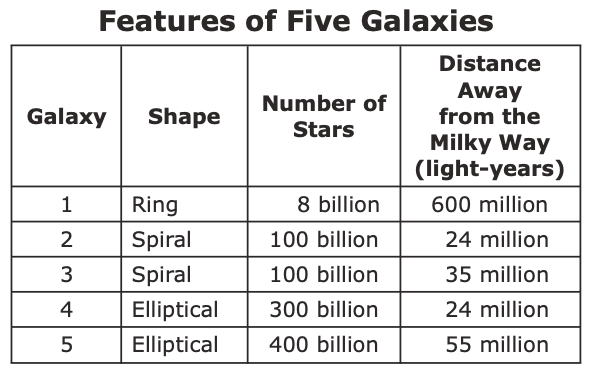 Features of Five Galaxies
Galaxy Shape Number of Stars Distance Away from the Milky Way (light-years)
1 Ring 8 billion 600 million
2 Spiral 100 billion 24 million
3 Spiral 100 billion 35 million
4 Elliptical 300 billion 24 million
5 Elliptical 400 billion 55 million